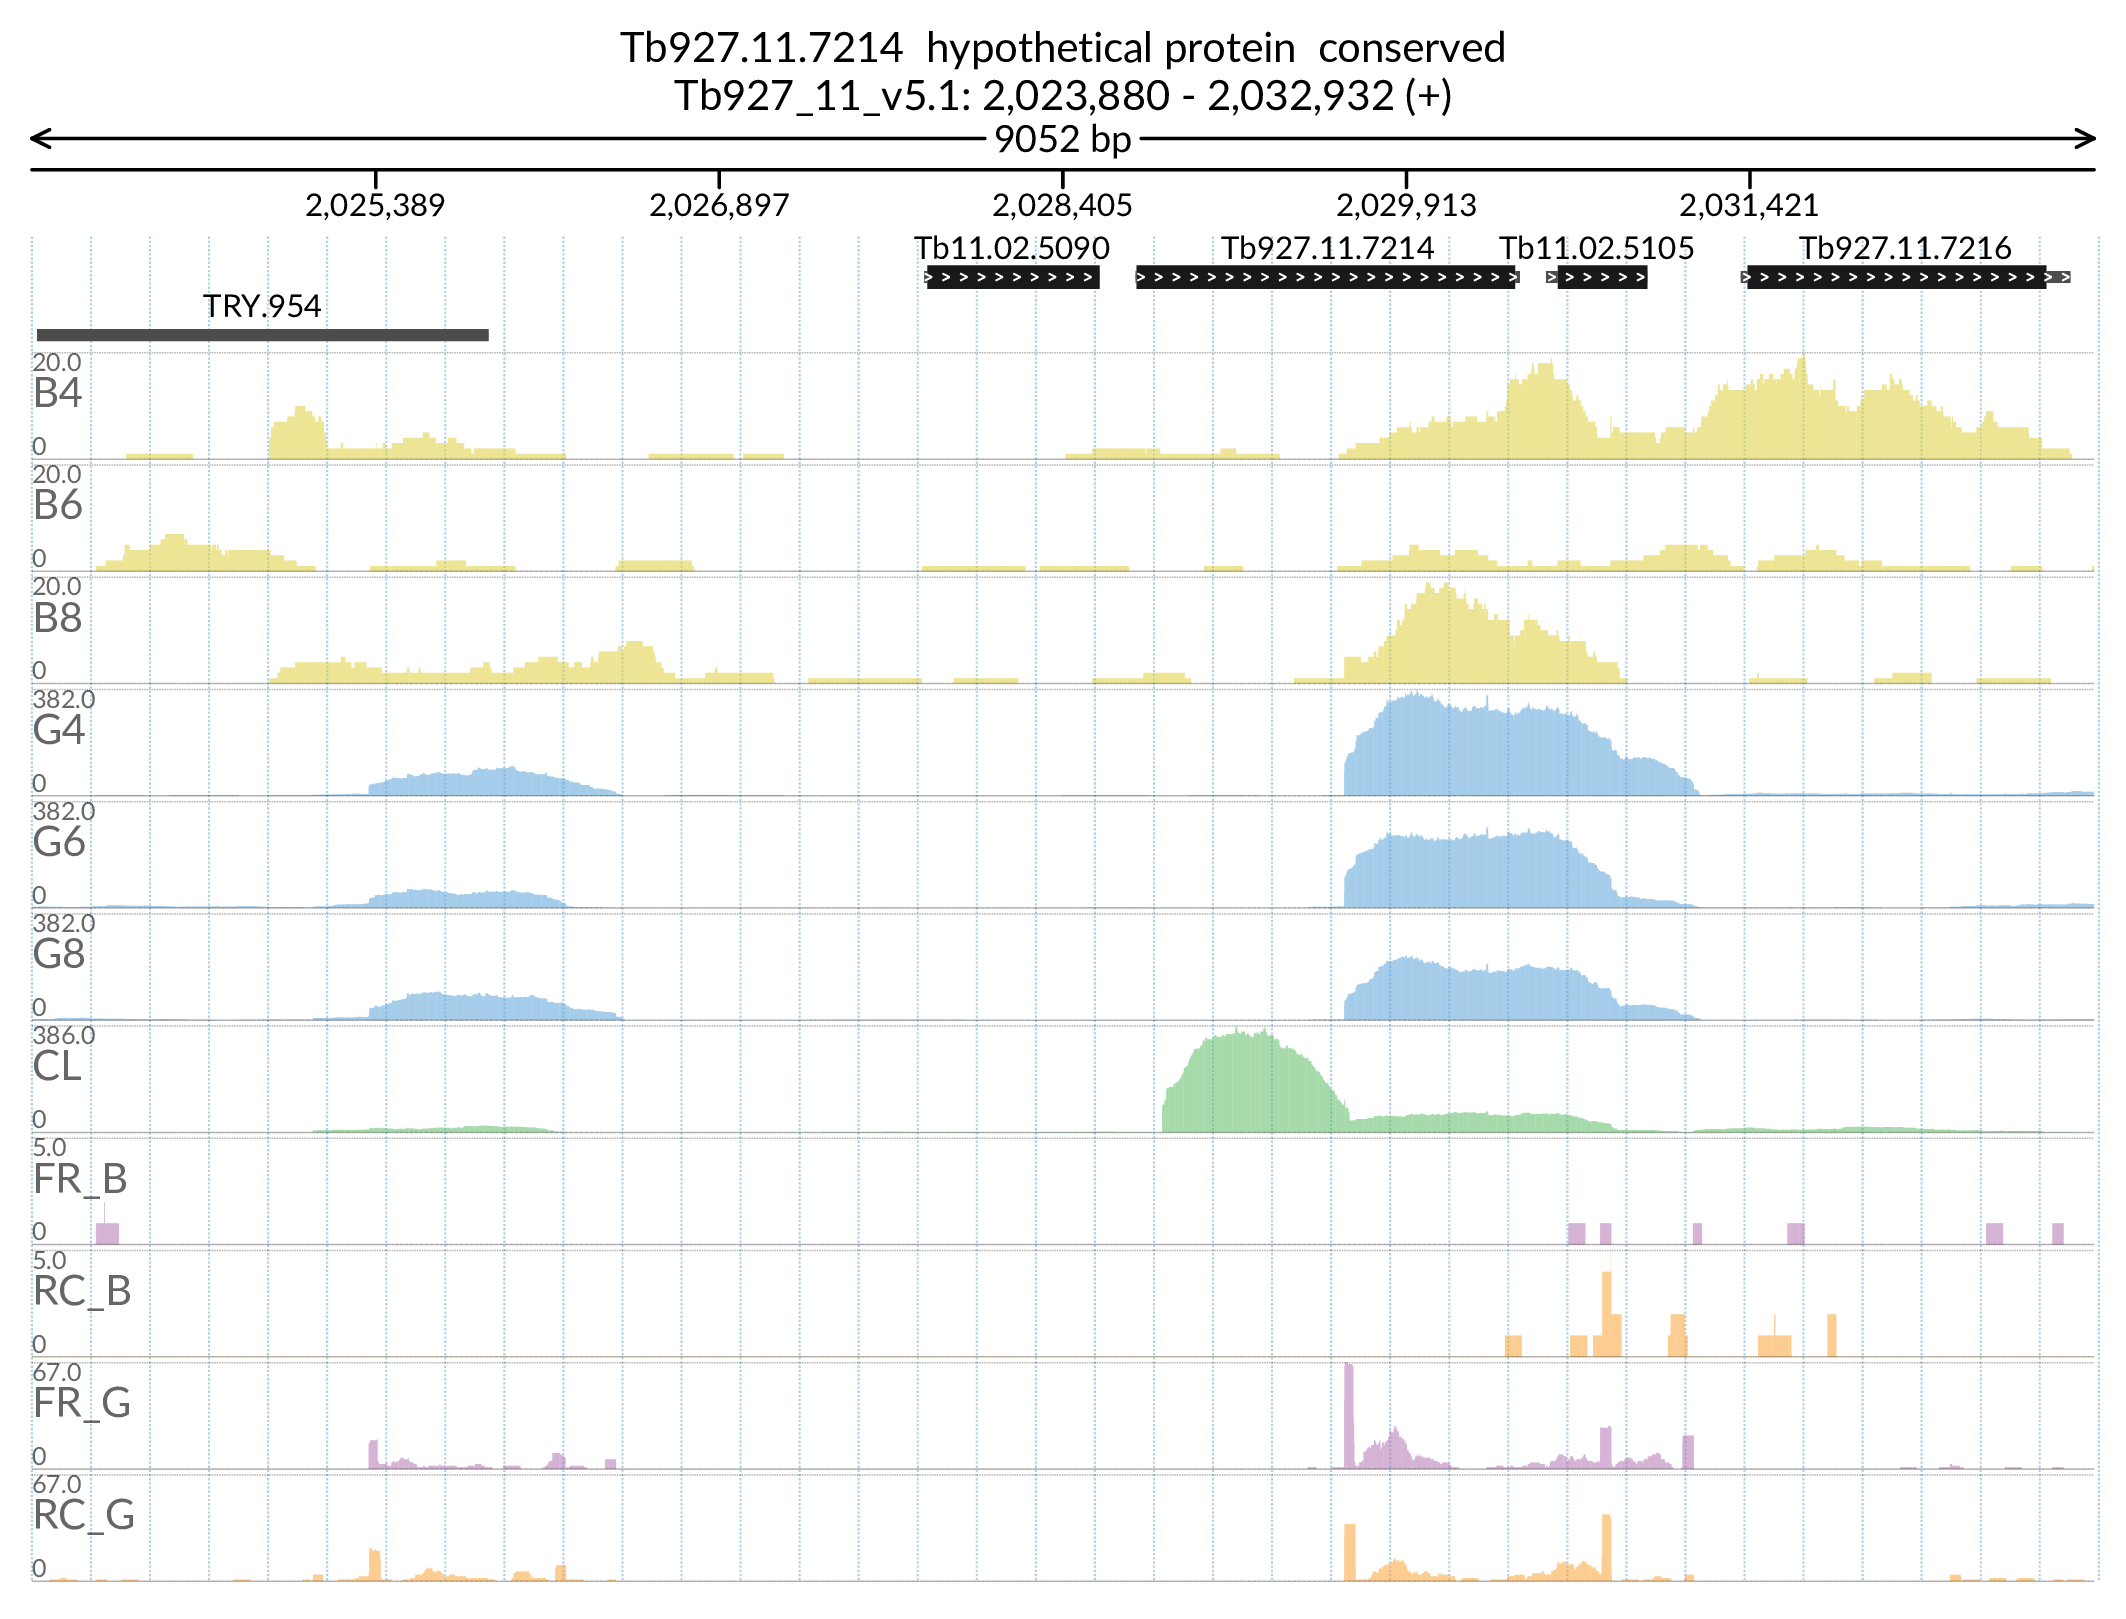 Tb927.11.7214 hypothetical protein conserved
Tb927_11_v5.1: 2,023,880 - 2,032,932 (+)
9052 bp
2,025,389 2,026,897 2,028,405 2,029,913 2,031,421
Tb11.02.5090 Tb927.11.7214 Tb11.02.5105 Tb927.11.7216
TRY.954
20.0
B4
0
20.0
B6
0
20.0
B8
0
382.0
G4
0
382.0
G6
0
382.0
G8
0
386.0
CL
0
5.0
FR_B
0
5.0
RC_B
0
67.0
FR_G
0
67.0
RC_G
0